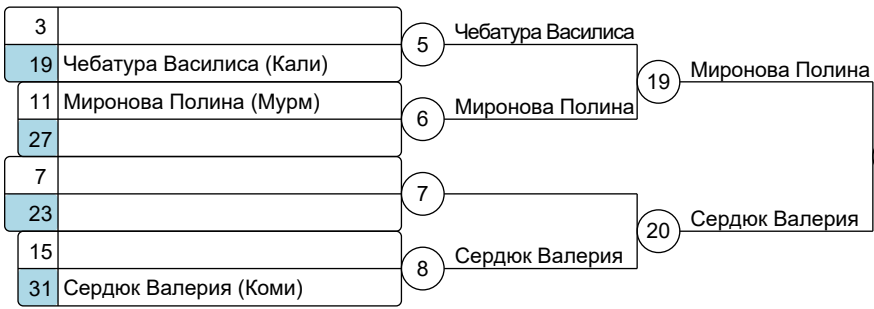 3
19 Чебатура Василиса (Кали)
11 Миронова Полина (Мурм)
27
7
23
15
31 Сердюк Валерия (Коми)
5
6
7
8
Чебатура Василиса
Миронова Полина
Сердюк Валерия
19
20
Миронова Полина
Сердюк Валерия